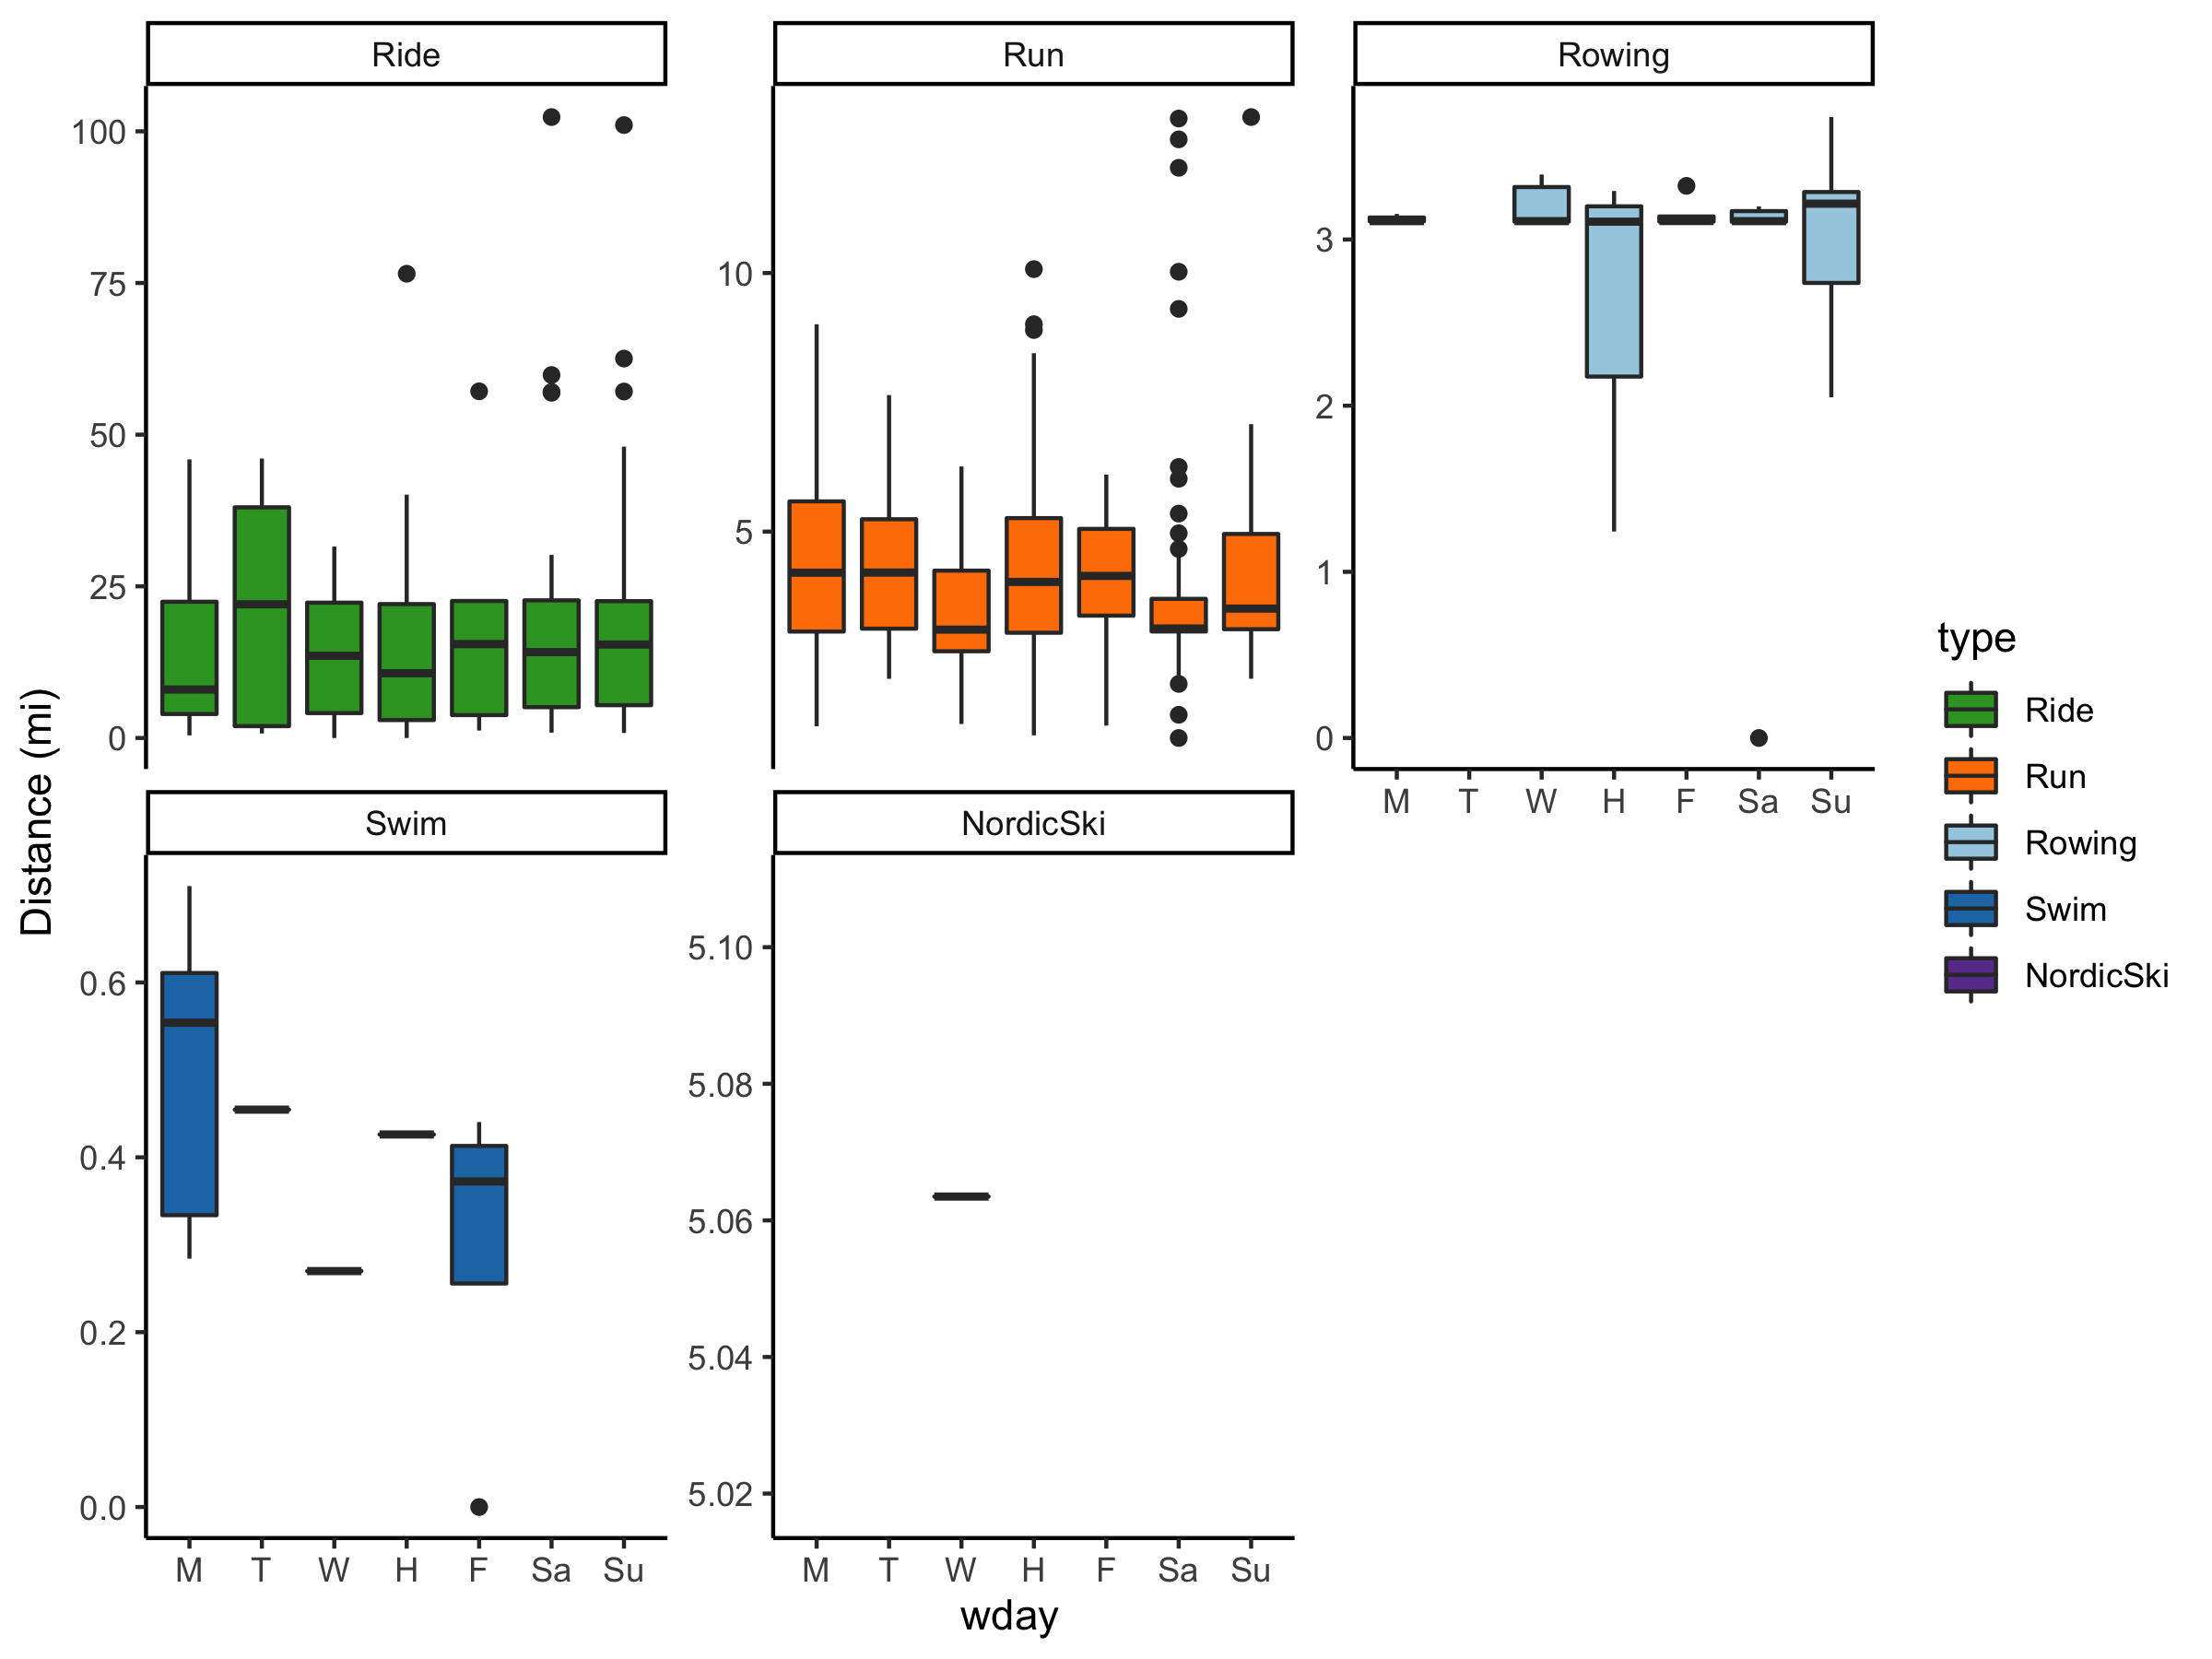 Ride
Run
Rowing
100
75
50
25
0
10
5
3
2
1
0
M T W H F Sa Su
Swim
NordicSki
0.6
0.4
0.2
0.0
5.10
5.08
5.06
5.04
5.02
M T W H F Sa Su
M T W H F Sa Su
wday
Distance (mi)
type
Ride
Run
Rowing
Swim
NordicSki